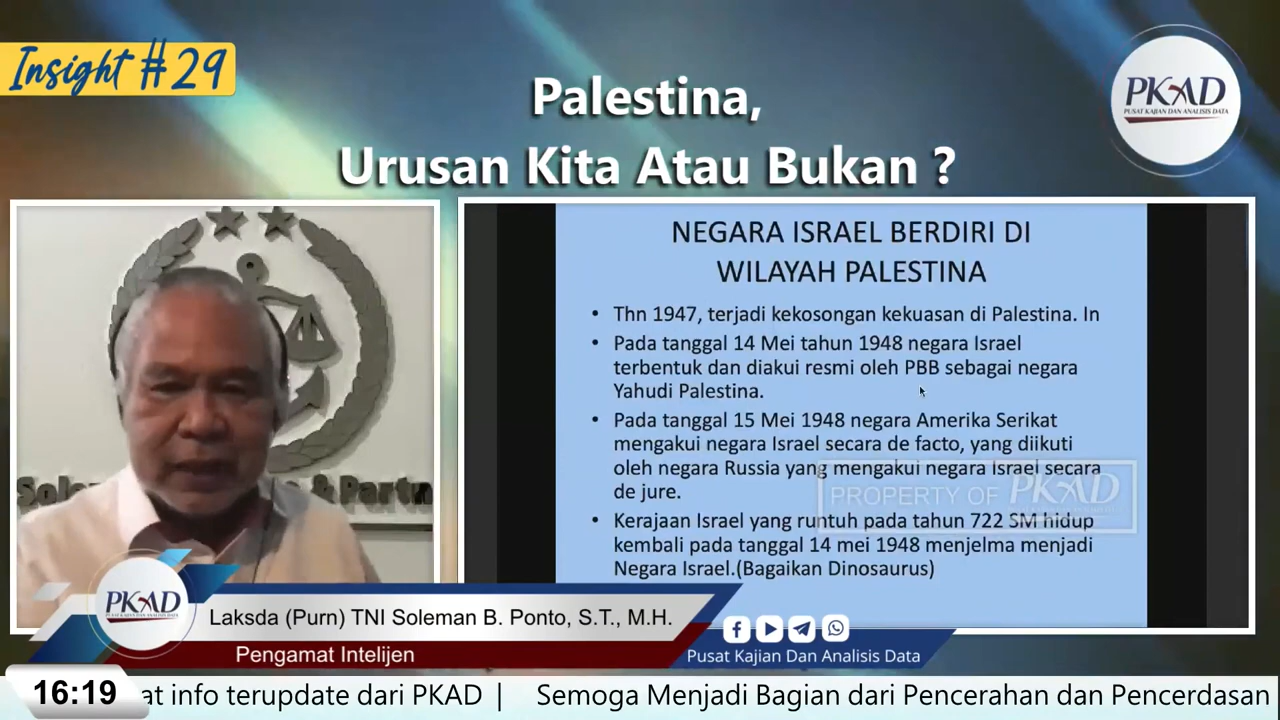 Insight #29
Palestina,
Urusan Kita Atau Bukan ?
PKAD
PUSAT KAJIAN DAN ANALISIS DATA
NEGARA ISRAEL BERDIRI DI
WILAYAH PALESTINA
• Thn 1947, terjadi kekosongan kekuasan di Palestina. In
• Pada tanggal 14 Mei tahun 1948 negara Israel
terbentuk dan diakui resmi oleh PBB sebagai negara
Yahudi Palestina.
• Pada tanggal 15 Mei 1948 negara Amerika Serikat
mengakui negara Israel secara de facto, yang diikuti
oleh negara Russia yang mengakui negara Israel secara
de jure.
• Kerajaan Israel yang runtuh pada tahun 722 SM hidup
kembali pada tanggal 14 mei 1948 menjelma menjadi
Negara Israel.(Bagaikan Dinosaurus)
PROPERTY OF PKAD
& Partn
PKAD
PUSAT KAJIAN DAN ANALISIS DATA
Laksda (Purn) TNI Soleman B. Ponto, S.T., M.H.
Pengamat Intelijen
Pusat Kajian Dan Analisis Data
16:19
at info terupdate dari PKAD | Semoga Menjadi Bagian dari Pencerahan dan Pencerdasan